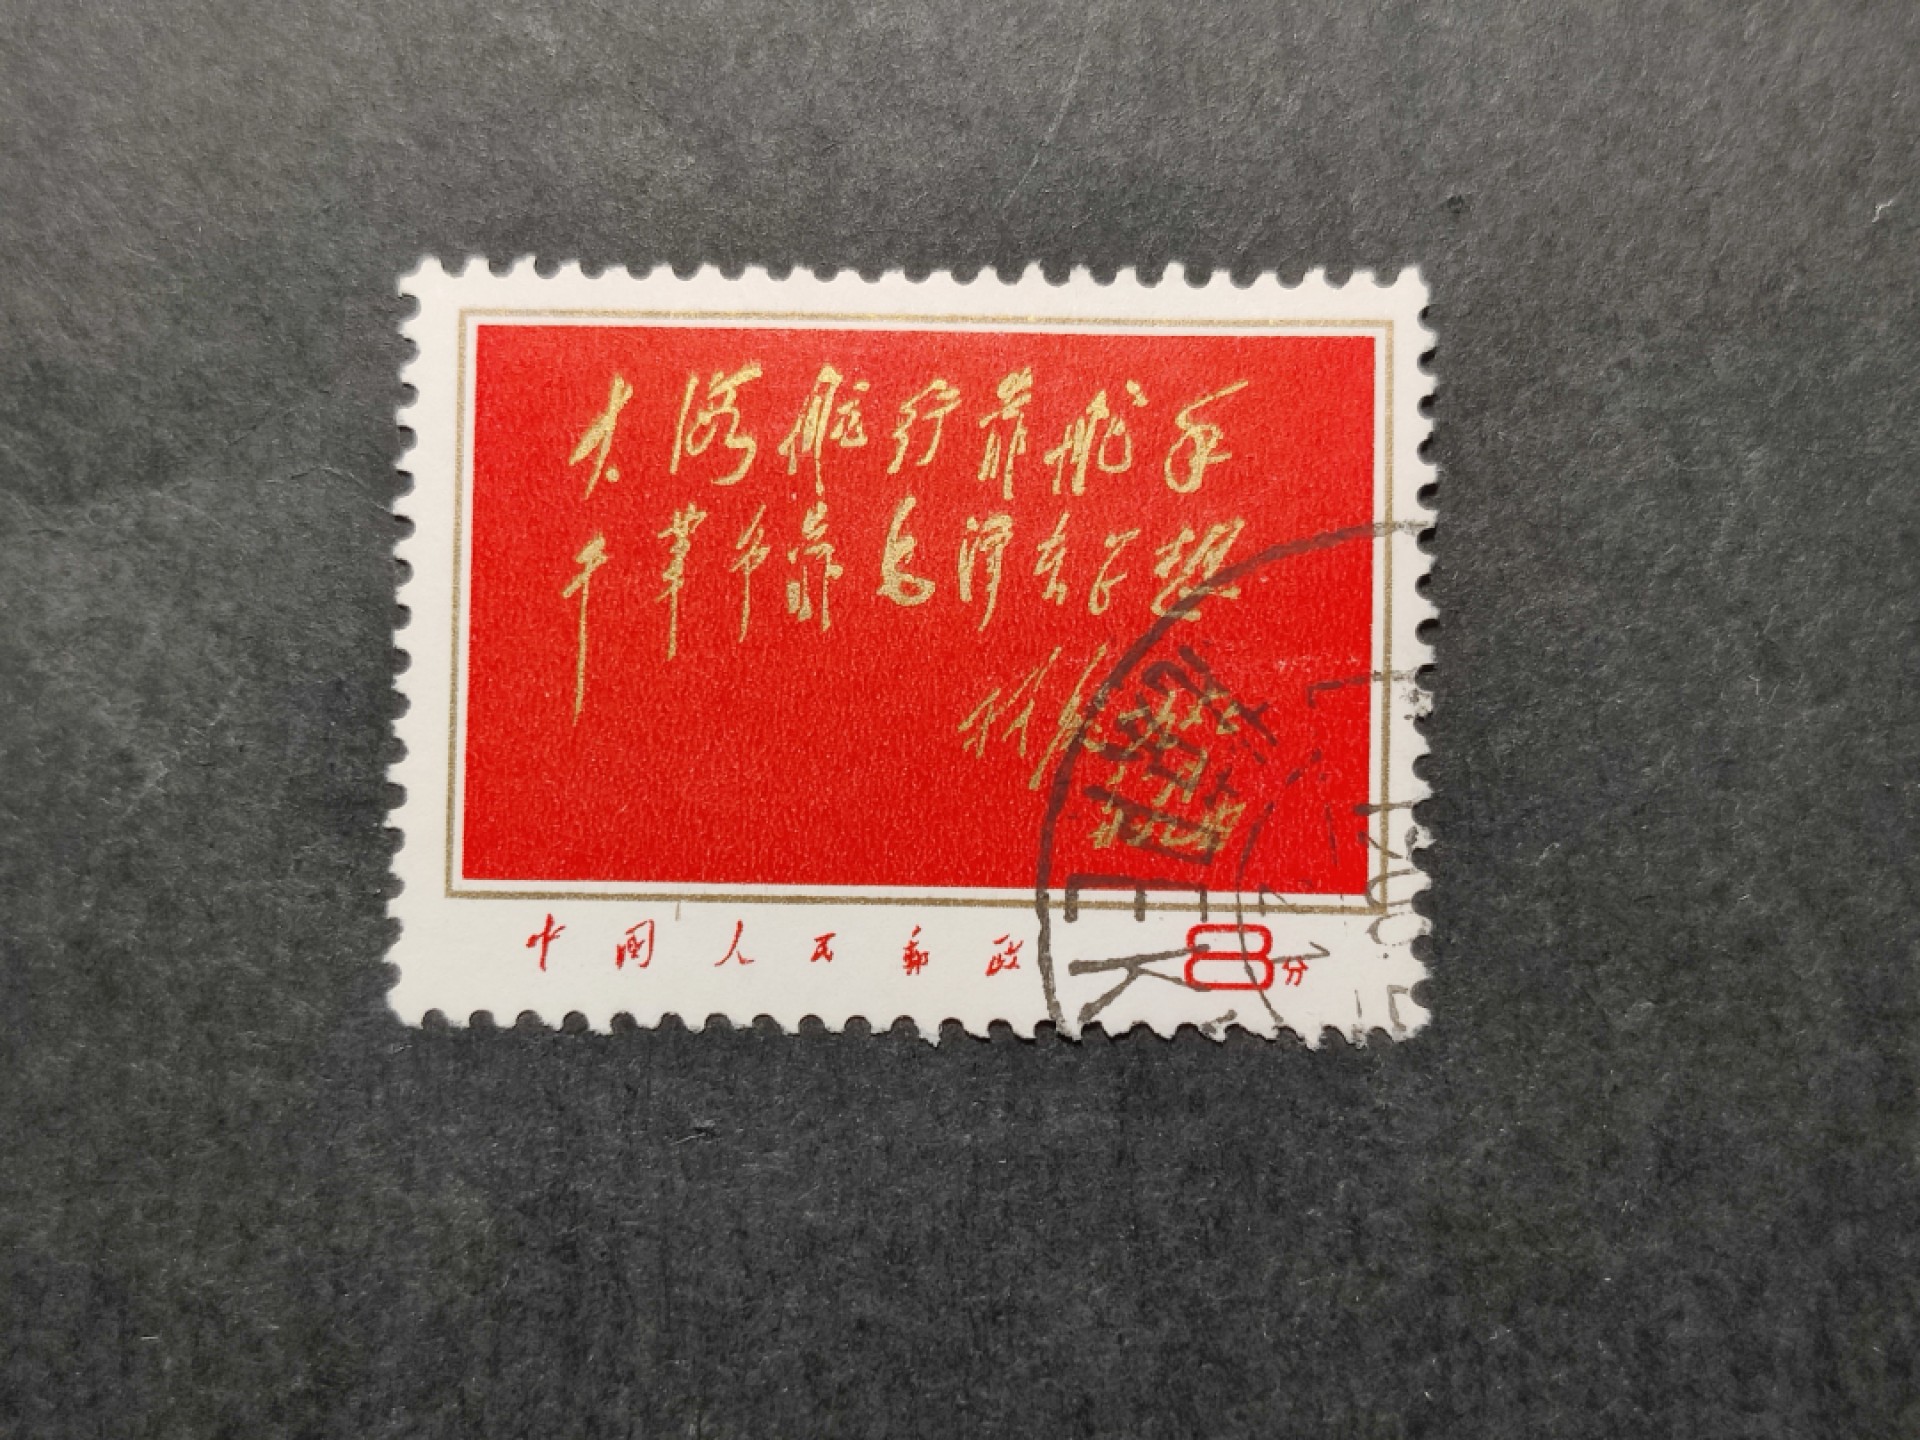 大海航行靠舵手
干革命靠毛泽东思想
林彪
中国人民邮政
8分